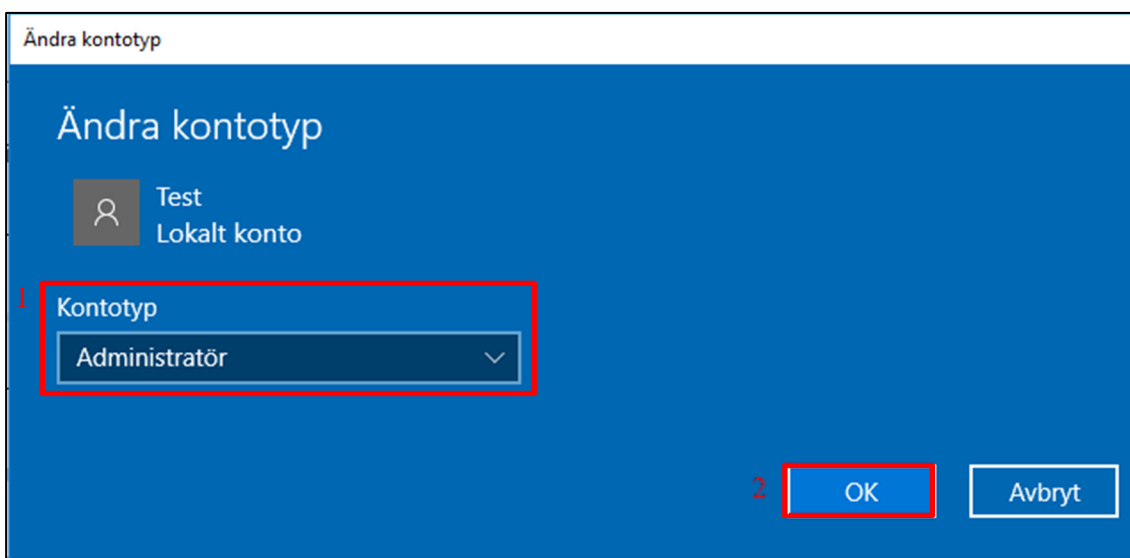 Ändra kontotyp
Ändra kontotyp
Test
Lokalt konto
1
Kontotyp
Administratör
2
OK
Avbryt